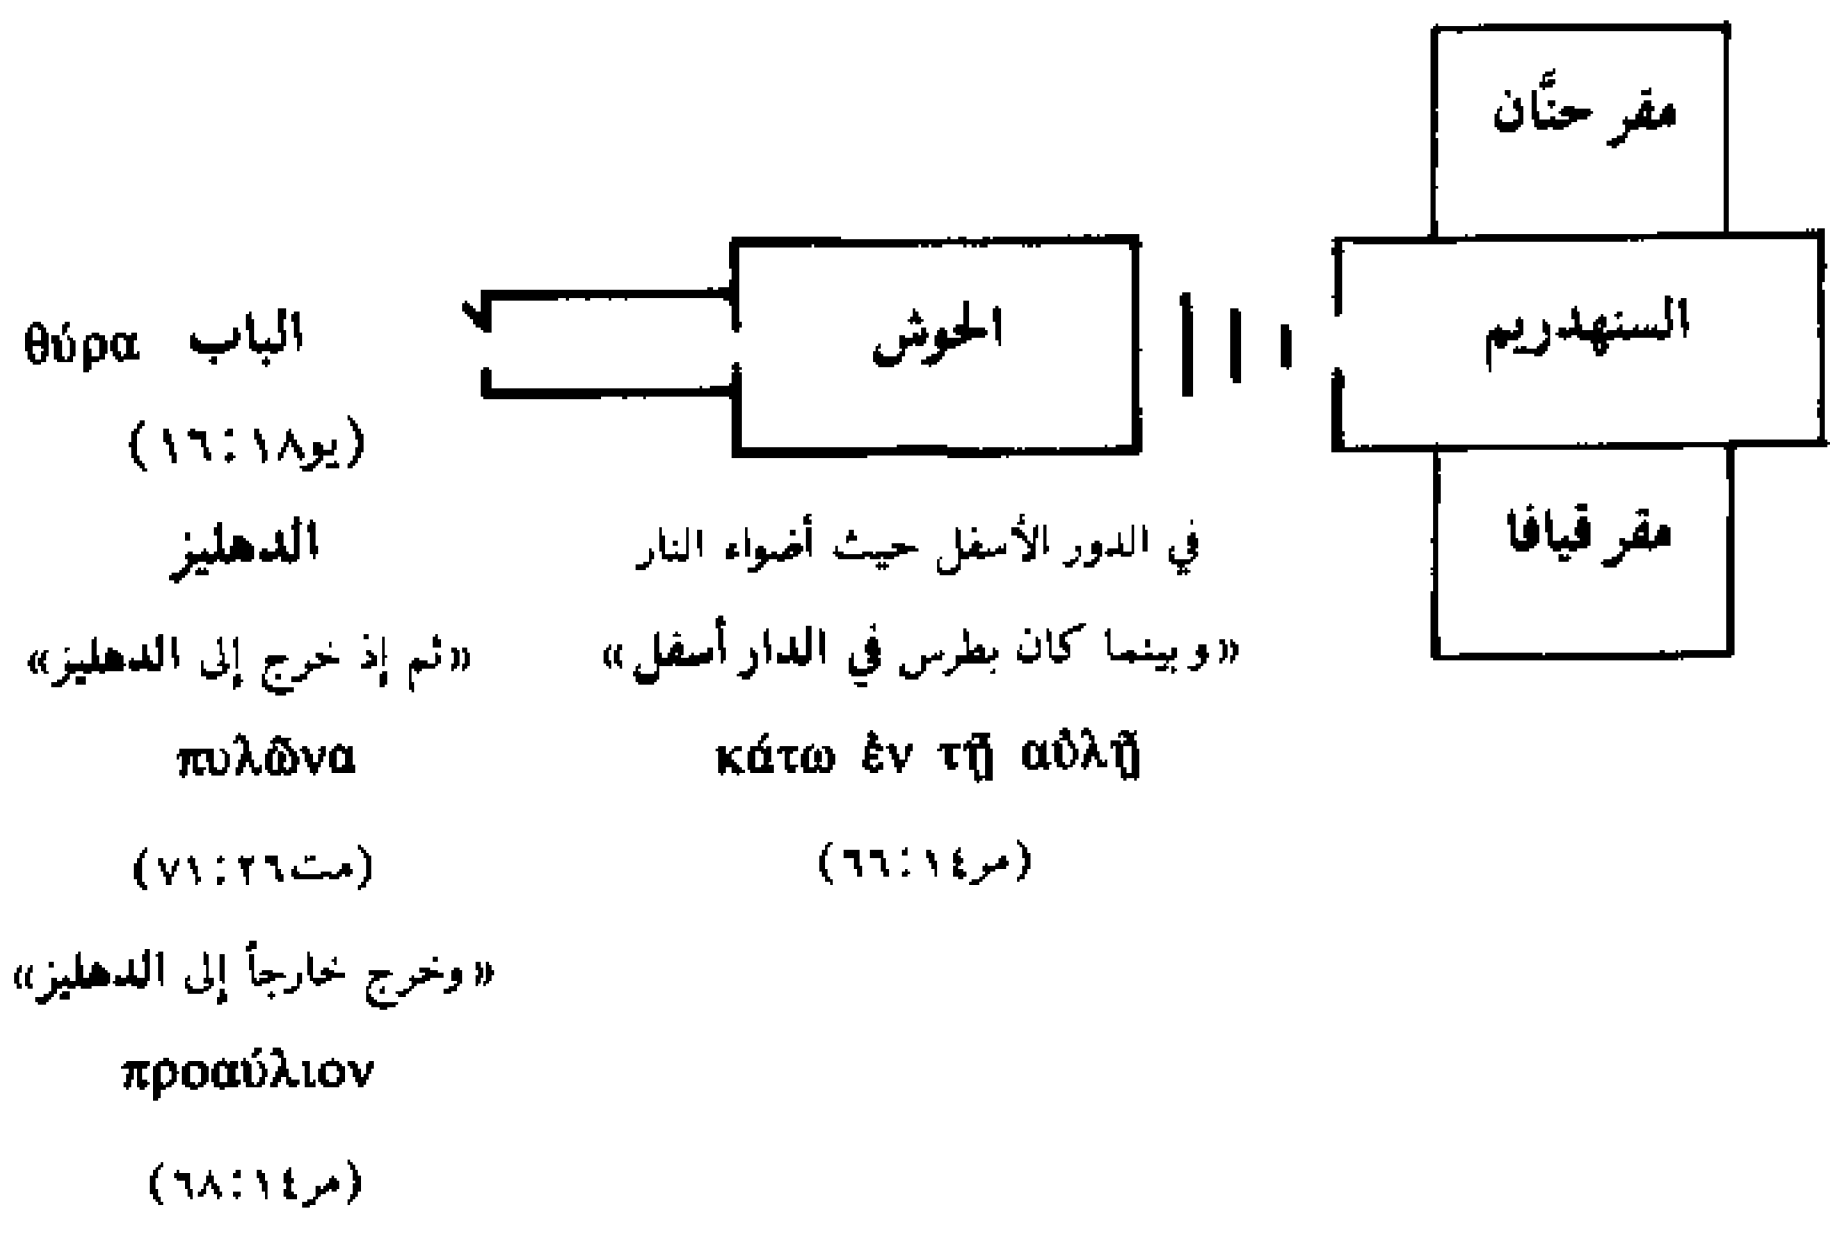 مقر حنَّان
السنهدريم
مقر قيافا
الحوش
في الدور الأسفل حيث أضواء النار
«وبينما كان بطرس في الدار أسفل»
κάτω ἐν τῇ αὐλῇ
(مر١٤:٦٦)
الباب θύρα
(يو١٨:١٦)
الدهليز
«ثم إذ خرج إلى الدهليز»
πυλῶνα
(مت٢٦:٧١)
«وخرج خارجاً إلى الدهليز»
προαύλιον
(مر١٤:٦٨)